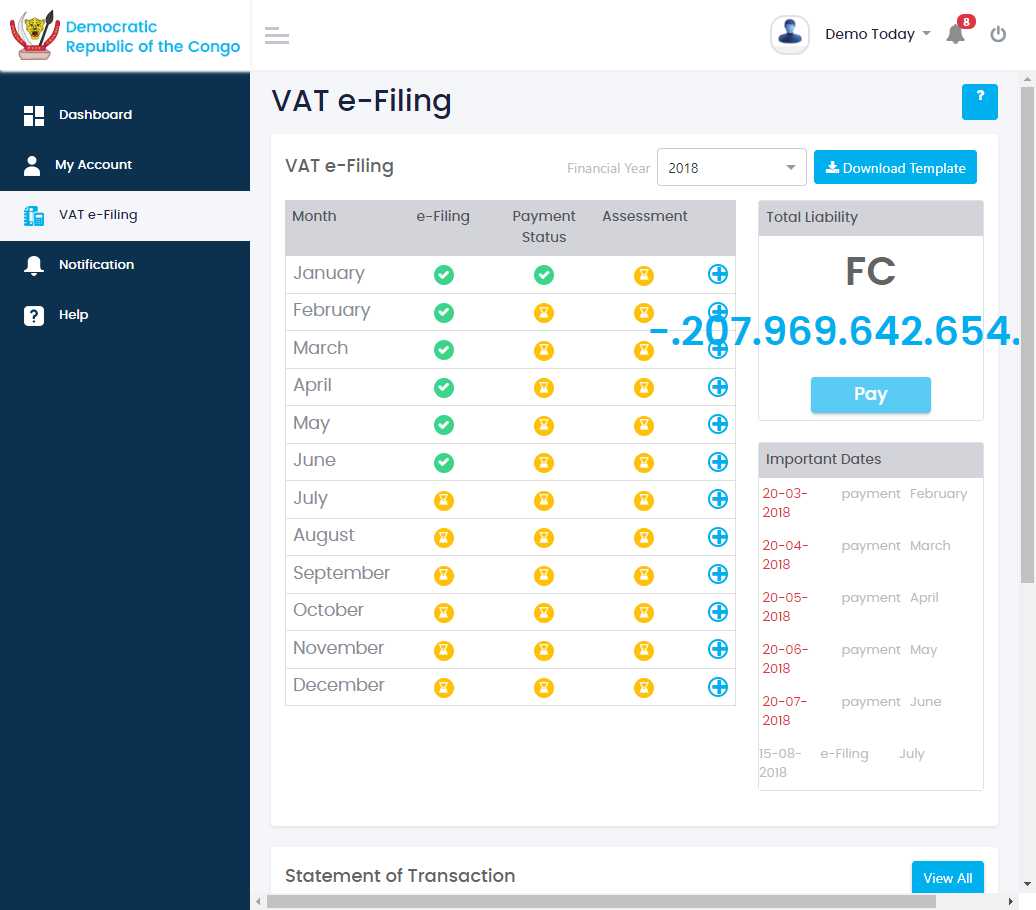 Democratic
Republic of the Congo
Demo Today
8
Dashboard
My Account
VAT e-Filing
Notification
Help
VAT e-Filing
?
VAT e-Filing
Financial Year
2018
Download Template
Month e-Filing Payment Status Assessment
January
February
March
April
May
June
July
August
September
October
November
December
Total Liability
FC
-.207.969.642.654.
Pay
Important Dates
20-03-2018 payment February
20-04-2018 payment March
20-05-2018 payment April
20-06-2018 payment May
20-07-2018 payment June
15-08-2018 e-Filing July
Statement of Transaction
View All